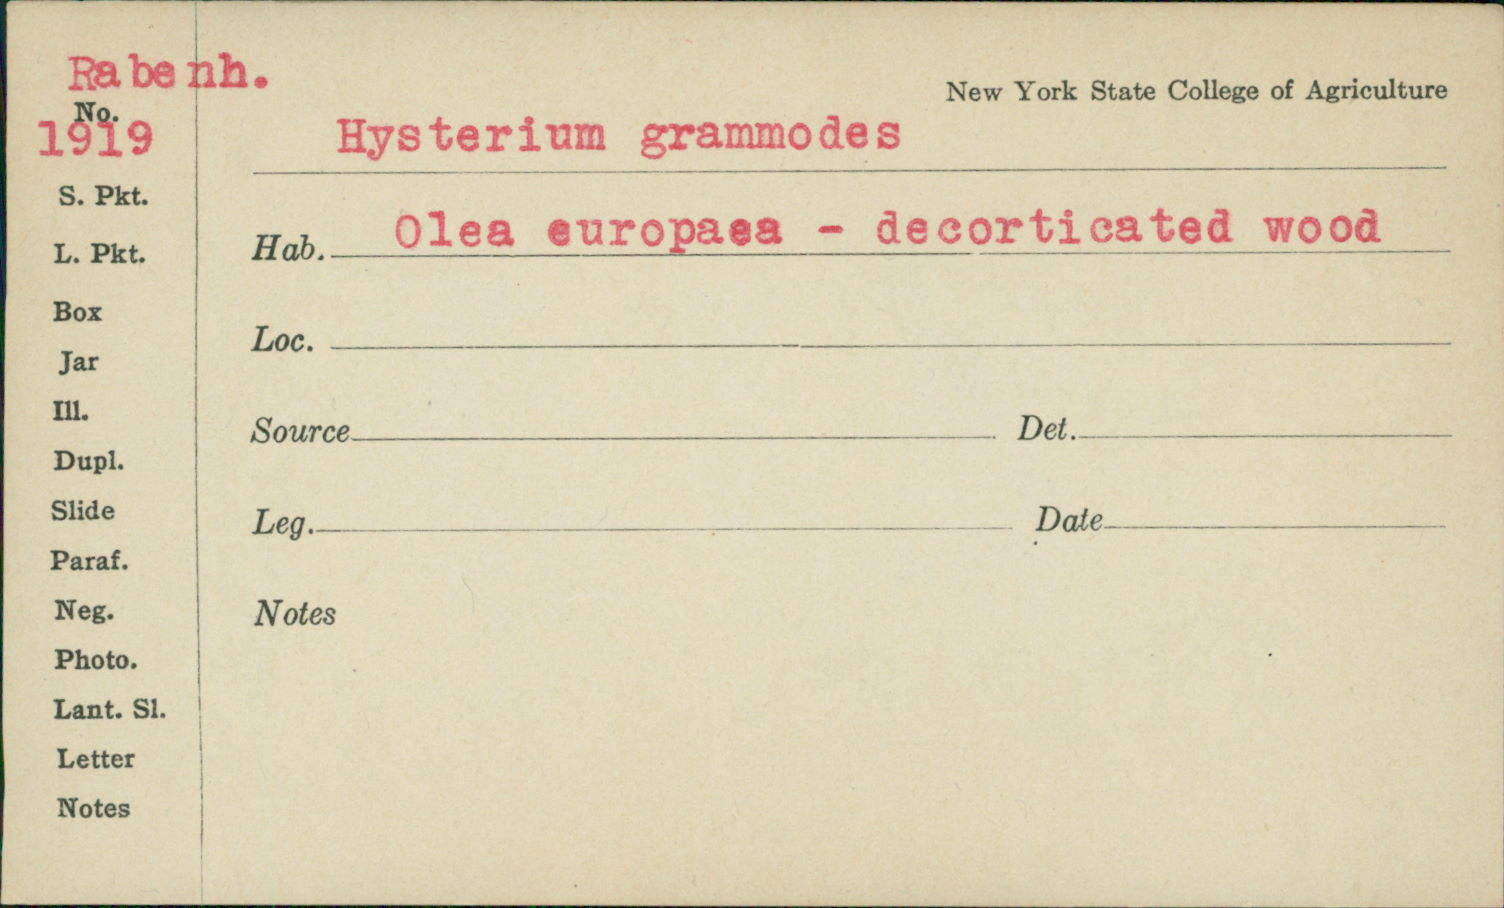 Rabenh.
No.
1919
New York State College of Agriculture
Hysterium grammodes
S. Pkt.
Hab. Olea europaea - decorticated wood
L. Pkt.
Box
Loc.
Jar
Ill.
Source Det.
Dupl.
Slide
Leg. Date
Paraf.
Neg.
Notes
Photo.
Lant. Sl.
Letter
Notes